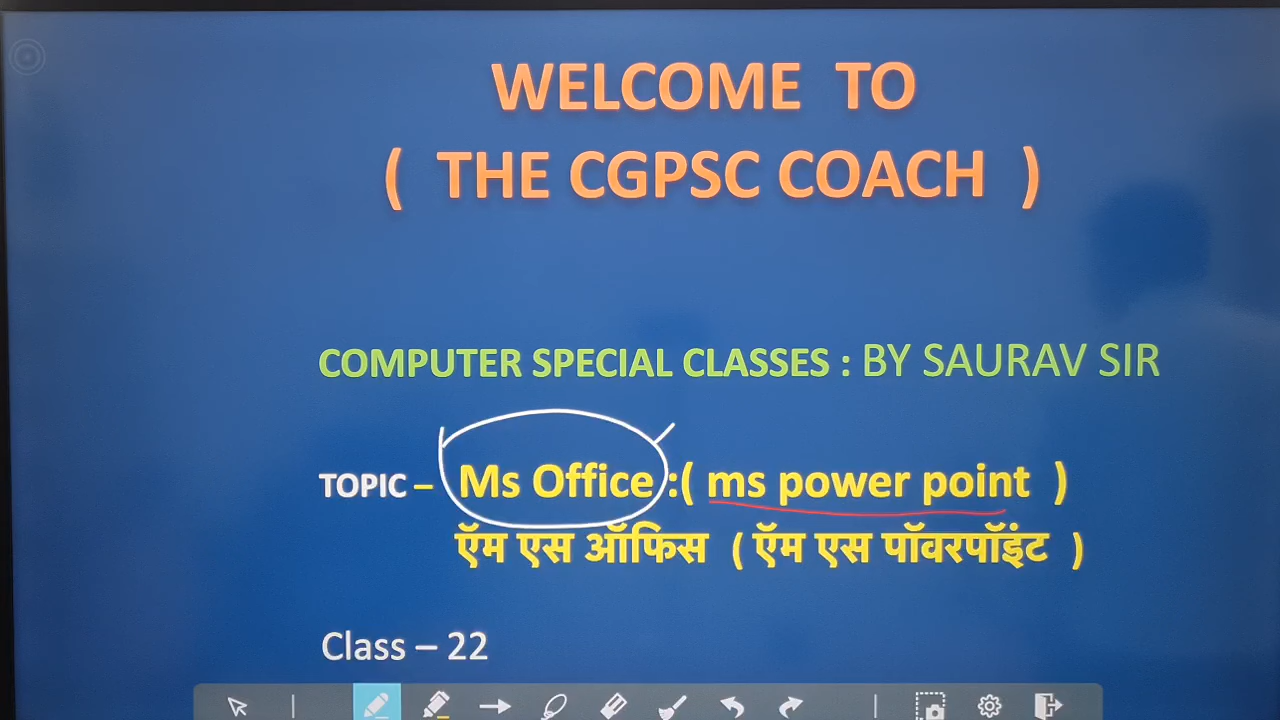 WELCOME TO
( THE CGPSC COACH )
COMPUTER SPECIAL CLASSES : BY SAURAV SIR
TOPIC – Ms Office :( ms power point )
ऍम एस ऑफिस ( ऍम एस पॉवरपॉइंट )
Class – 22